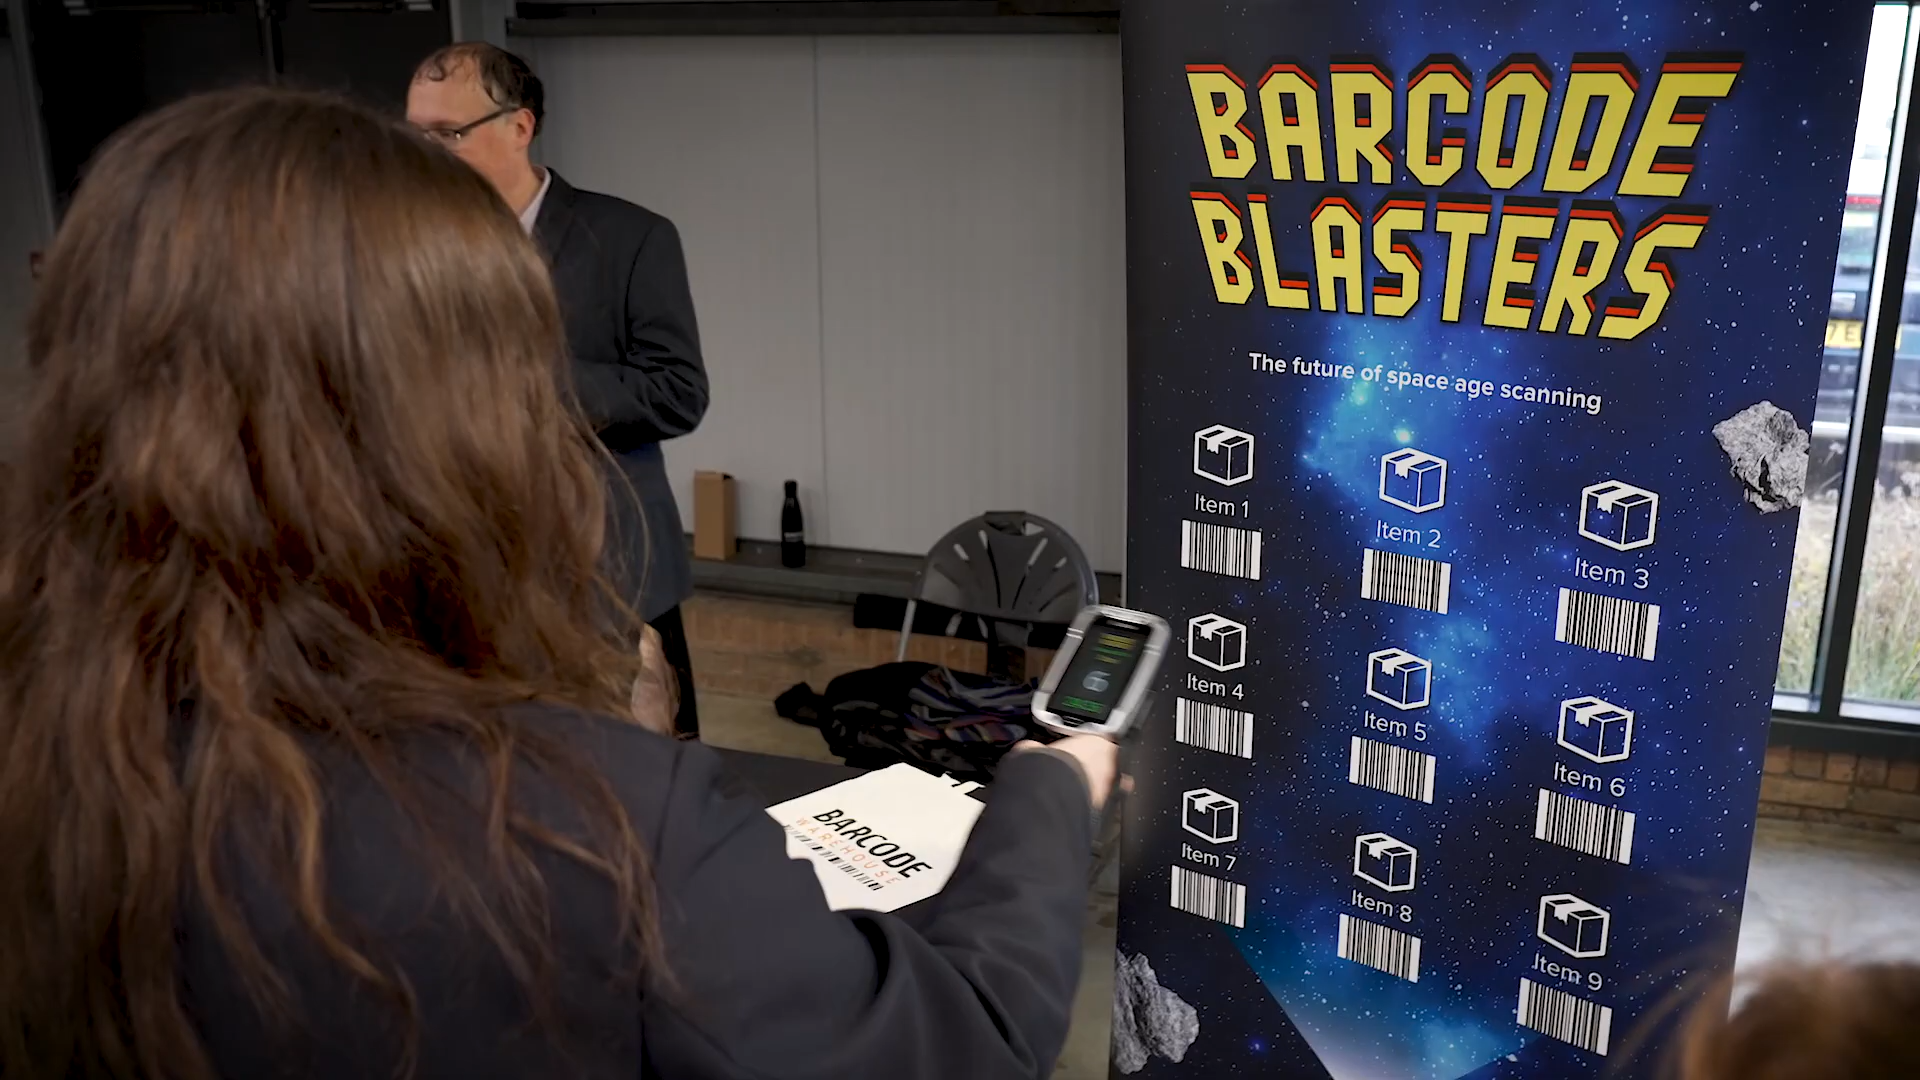 BARCODE
BLASTERS
The future of space age scanning
Item 1
Item 2
Item 3
Item 4
Item 5
Item 6
Item 7
Item 8
Item 9
6
BARCODE
WAREHOUSE